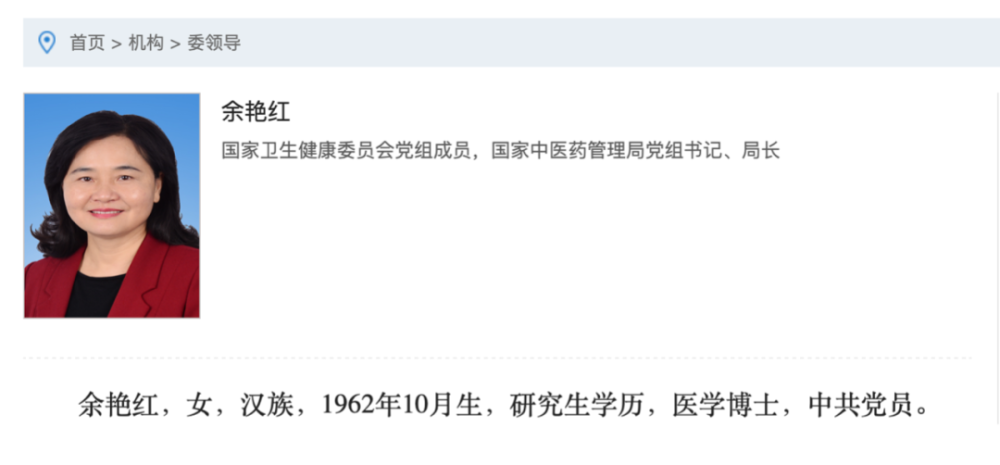 首页 > 机构 > 委领导
余艳红
国家卫生健康委员会党组成员，国家中医药管理局党组书记、局长
余艳红，女，汉族，1962年10月生，研究生学历，医学博士，中共党员。